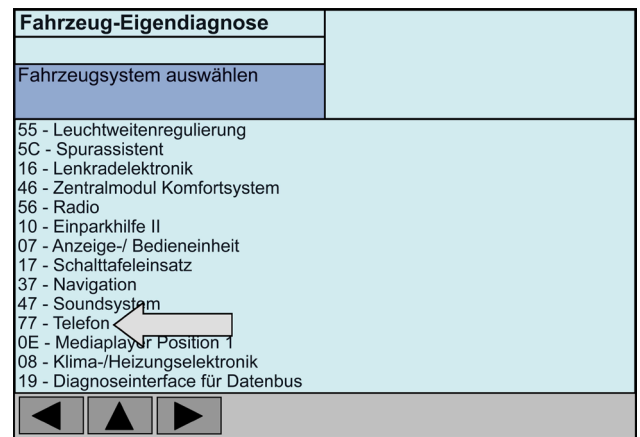 Fahrzeug-Eigendiagnose
Fahrzeugsystem auswählen
55 - Leuchtweitenregulierung
5C - Spurassistent
16 - Lenkradelektronik
46 - Zentralmodul Komfortsystem
56 - Radio
10 - Einparkhilfe II
07 - Anzeige-/ Bedieneinheit
17 - Schalttafeleinsatz
37 - Navigation
47 - Soundsystem
77 - Telefon
0E - Mediaplayer Position 1
08 - Klima-/Heizungselektronik
19 - Diagnoseinterface für Datenbus